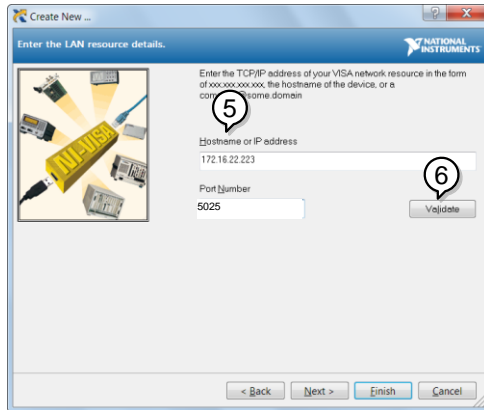 Create New ...
Enter the LAN resource details.
NATIONAL INSTRUMENTS
Enter the TCP/IP address of your VISA network resource in the form
of xxx.xxx.xxx.xxx, the hostname of the device, or a
some.domain
5
Hostname or IP address
172.16.22.223
6
Port Number
5025
Validate
NI-VISA
< Back
Next >
Finish
Cancel